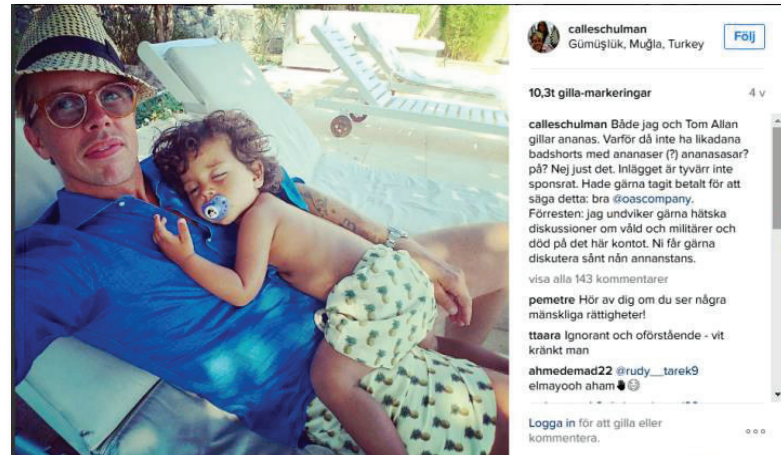 calleschulman
Gümüşlük, Muğla, Turkey
Följ
10,3t gilla-markeringar
4 v
calleschulman Både jag och Tom Allan
gillar ananas. Varför då inte ha likadana
badshorts med ananaser (?) ananasasar?
på? Nej just det. Inlägget är tyvärr inte
sponsrat. Hade gärna tagit betalt för att
säga detta: bra @oascompany.
Förresten: jag undviker gärna hätska
diskussioner om våld och militärer och
död på det här kontot. Ni får gärna
diskutera sånt nån annanstans.
visa alla 143 kommentarer
pemetre Hör av dig om du ser några
mänskliga rättigheter!
ttaara Ignorant och oförstående - vit
kränkt man
ahmedemad22 @rudy__tarek9
elmayooh aham
Logga in för att gilla eller
kommentera.